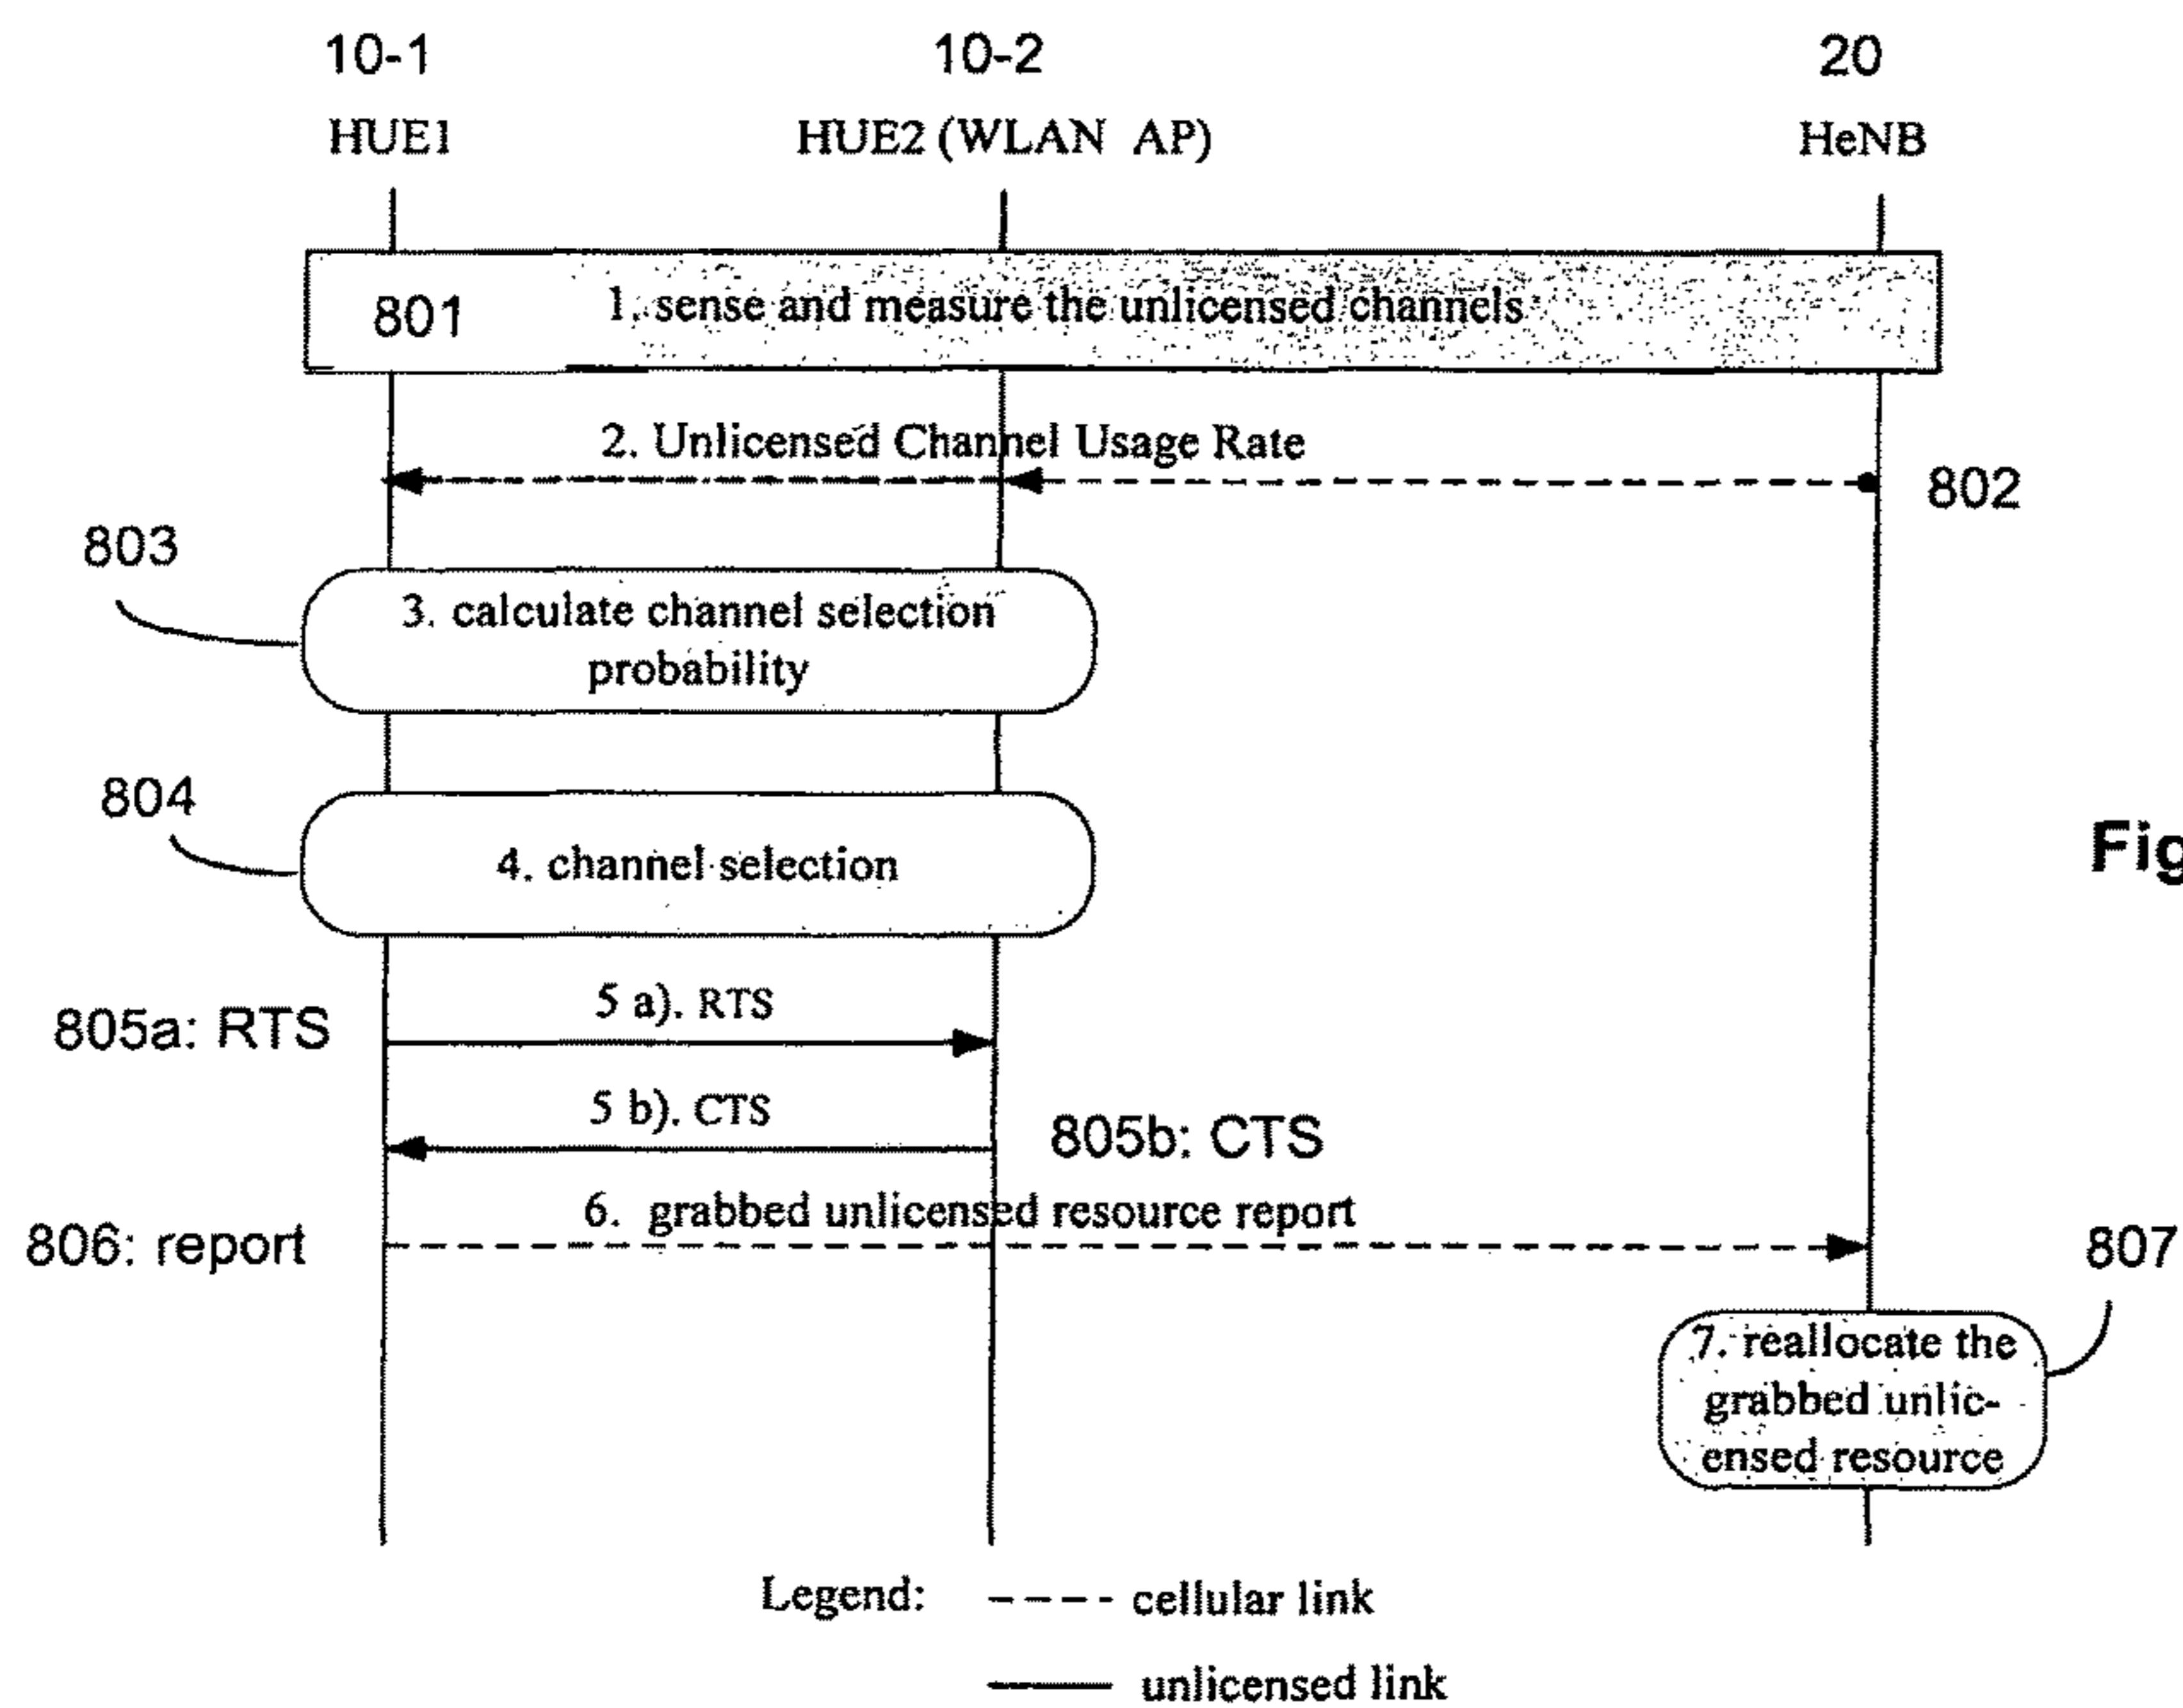 10-1
10-2
20
HUE1
HUE2 (WLAN AP)
HeNB
801
1. sense and measure the unlicensed channels
2. Unlicensed Channel Usage Rate
802
803
3. calculate channel selection
probability
804
4. channel selection
Fig
5 a). RTS
805a: RTS
5 b). CTS
805b: CTS
6. grabbed unlicensed resource report
806: report
807
7. reallocate the
grabbed unlic-
ensed resource
Legend:
cellular link
unlicensed link